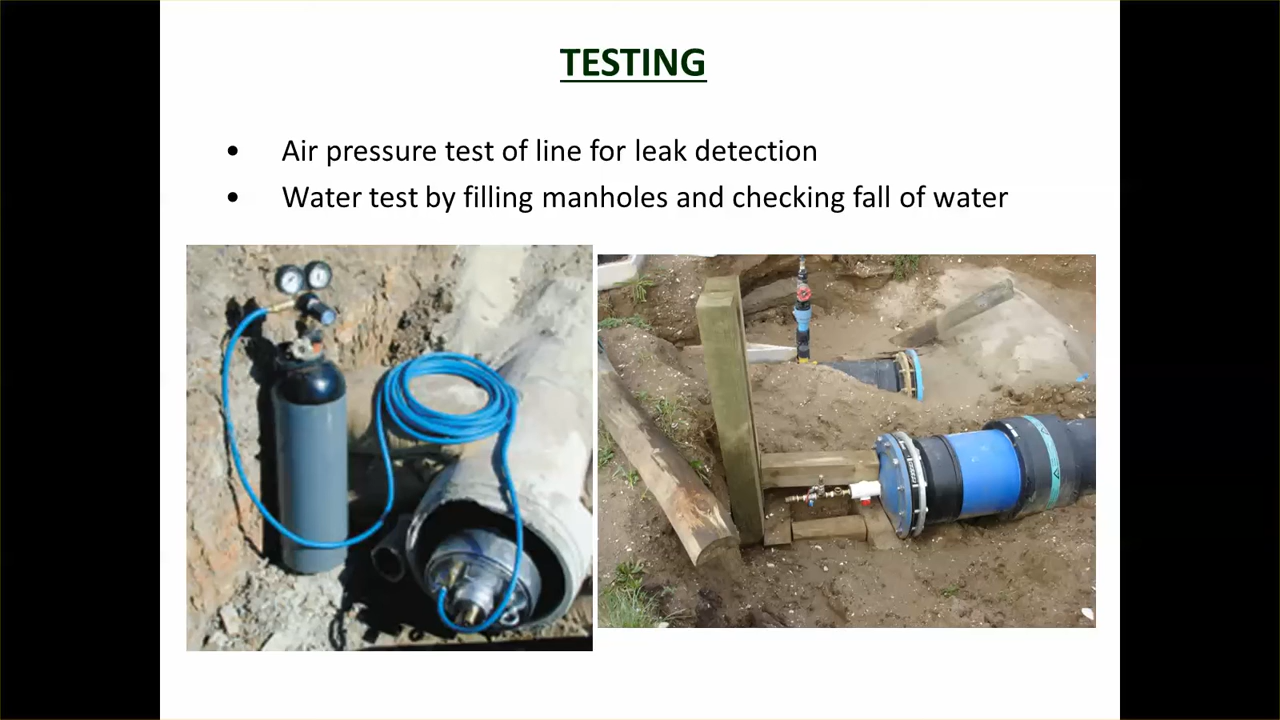 TESTING
• Air pressure test of line for leak detection
• Water test by filling manholes and checking fall of water